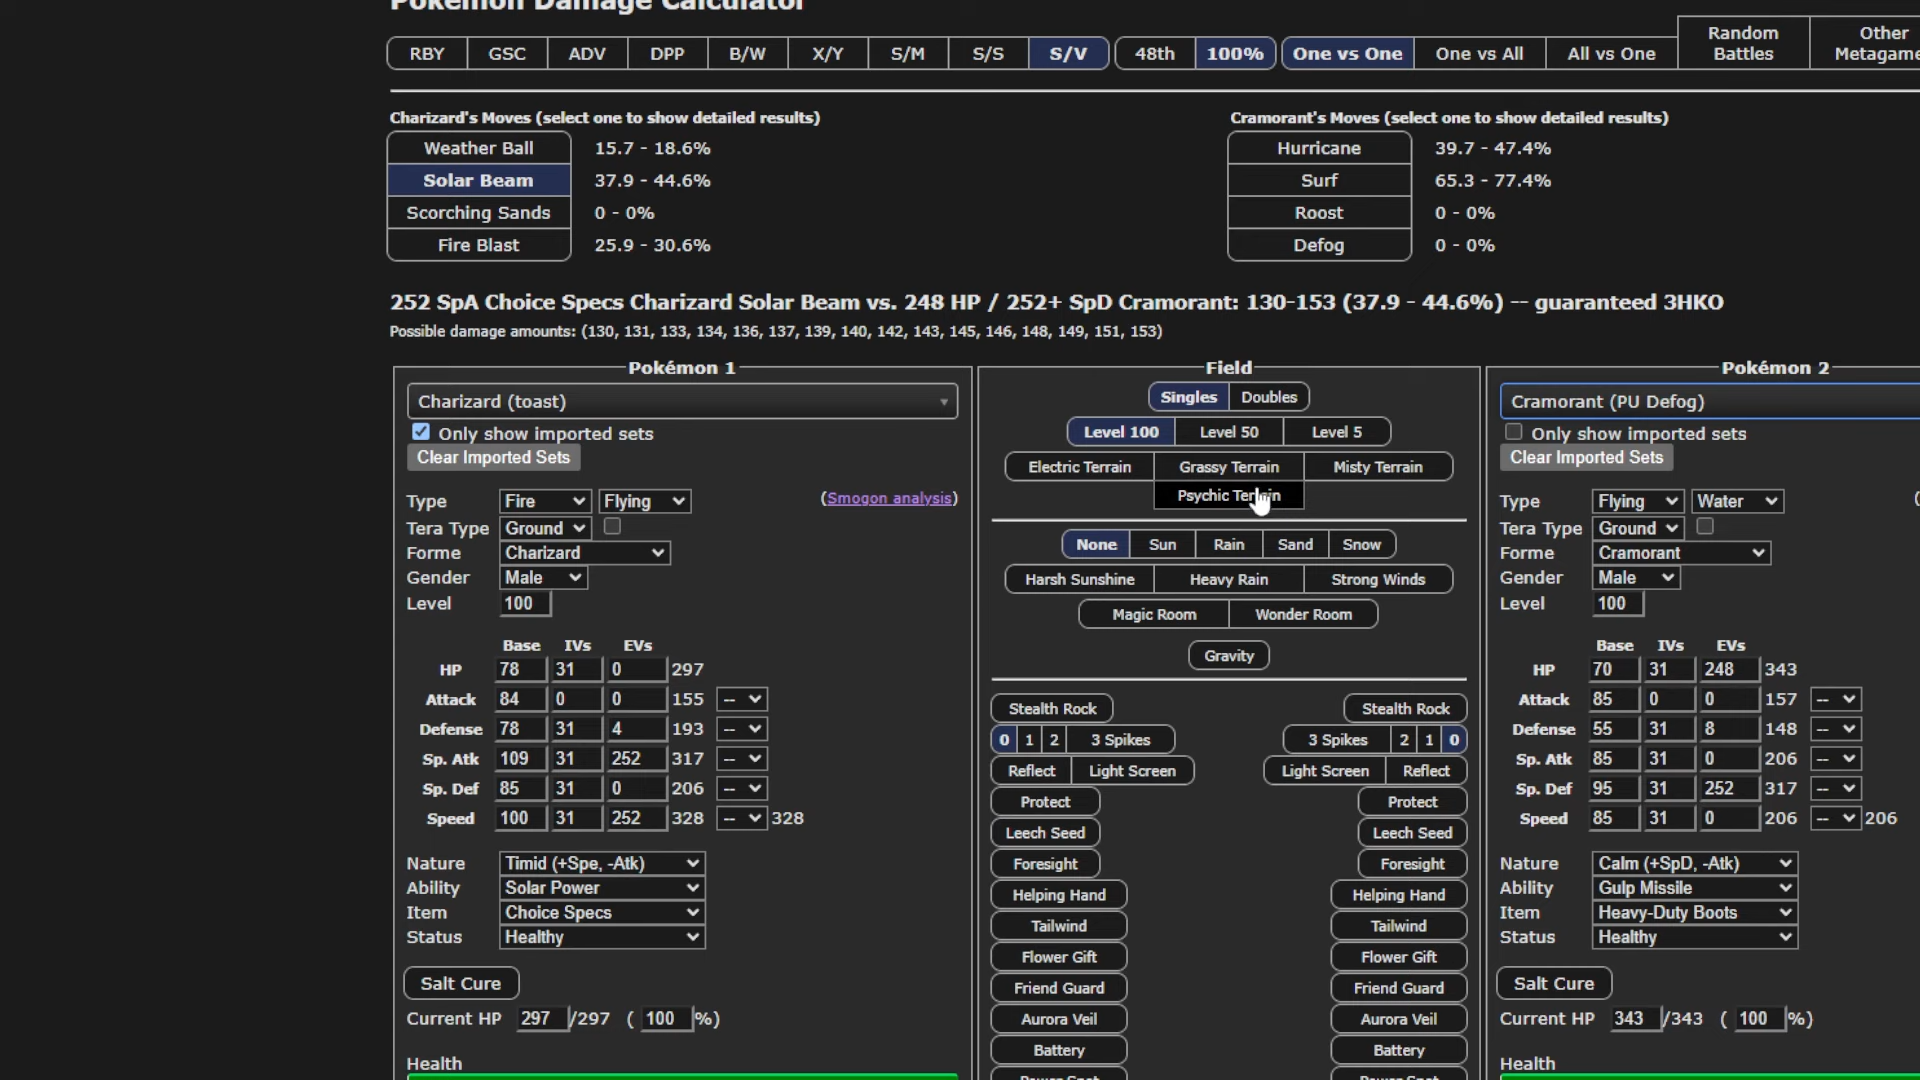 Pokémon Damage Calculator
RBY GSC ADV DPP B/W X/Y S/M S/S S/V 48th 100% One vs One One vs All All vs One Random Battles Other Metagame
Charizard's Moves (select one to show detailed results) Cramorant's Moves (select one to show detailed results)
Weather Ball 15.7 - 18.6% Hurricane 39.7 - 47.4%
Solar Beam 37.9 - 44.6% Surf 65.3 - 77.4%
Scorching Sands 0 - 0% Roost 0 - 0%
Fire Blast 25.9 - 30.6% Defog 0 - 0%
252 SpA Choice Specs Charizard Solar Beam vs. 248 HP / 252+ SpD Cramorant: 130-153 (37.9 - 44.6%) -- guaranteed 3HKO
Possible damage amounts: (130, 131, 133, 134, 136, 137, 139, 140, 142, 143, 145, 146, 148, 149, 151, 153)
Pokémon 1
Charizard (toast)
Only show imported sets
Clear Imported Sets
Type Fire Flying (Smogon analysis)
Tera Type Ground
Forme Charizard
Gender Male
Level 100
Base IVs EVs
HP 78 31 0 297
Attack 84 0 0 155 --
Defense 78 31 4 193 --
Sp. Atk 109 31 252 317 --
Sp. Def 85 31 0 206 --
Speed 100 31 252 328 -- 328
Nature Timid (+Spe, -Atk)
Ability Solar Power
Item Choice Specs
Status Healthy
Salt Cure
Current HP 297 /297 ( 100 %)
Health
Field
Singles Doubles
Level 100 Level 50 Level 5
Electric Terrain Grassy Terrain Misty Terrain
Psychic Terrain
None Sun Rain Sand Snow
Harsh Sunshine Heavy Rain Strong Winds
Magic Room Wonder Room
Gravity
Stealth Rock Stealth Rock
0 1 2 3 Spikes 3 Spikes 2 1 0
Reflect Light Screen Light Screen Reflect
Protect Protect
Leech Seed Leech Seed
Foresight Foresight
Helping Hand Helping Hand
Tailwind Tailwind
Flower Gift Flower Gift
Friend Guard Friend Guard
Aurora Veil Aurora Veil
Battery Battery
Power Spot Power Spot
Pokémon 2
Cramorant (PU Defog)
Only show imported sets
Clear Imported Sets
Type Flying Water (
Tera Type Ground
Forme Cramorant
Gender Male
Level 100
Base IVs EVs
HP 70 31 248 343
Attack 85 0 0 157 --
Defense 55 31 8 148 --
Sp. Atk 85 31 0 206 --
Sp. Def 95 31 252 317 --
Speed 85 31 0 206 -- 206
Nature Calm (+SpD, -Atk)
Ability Gulp Missile
Item Heavy-Duty Boots
Status Healthy
Salt Cure
Current HP 343 /343 ( 100 %)
Health